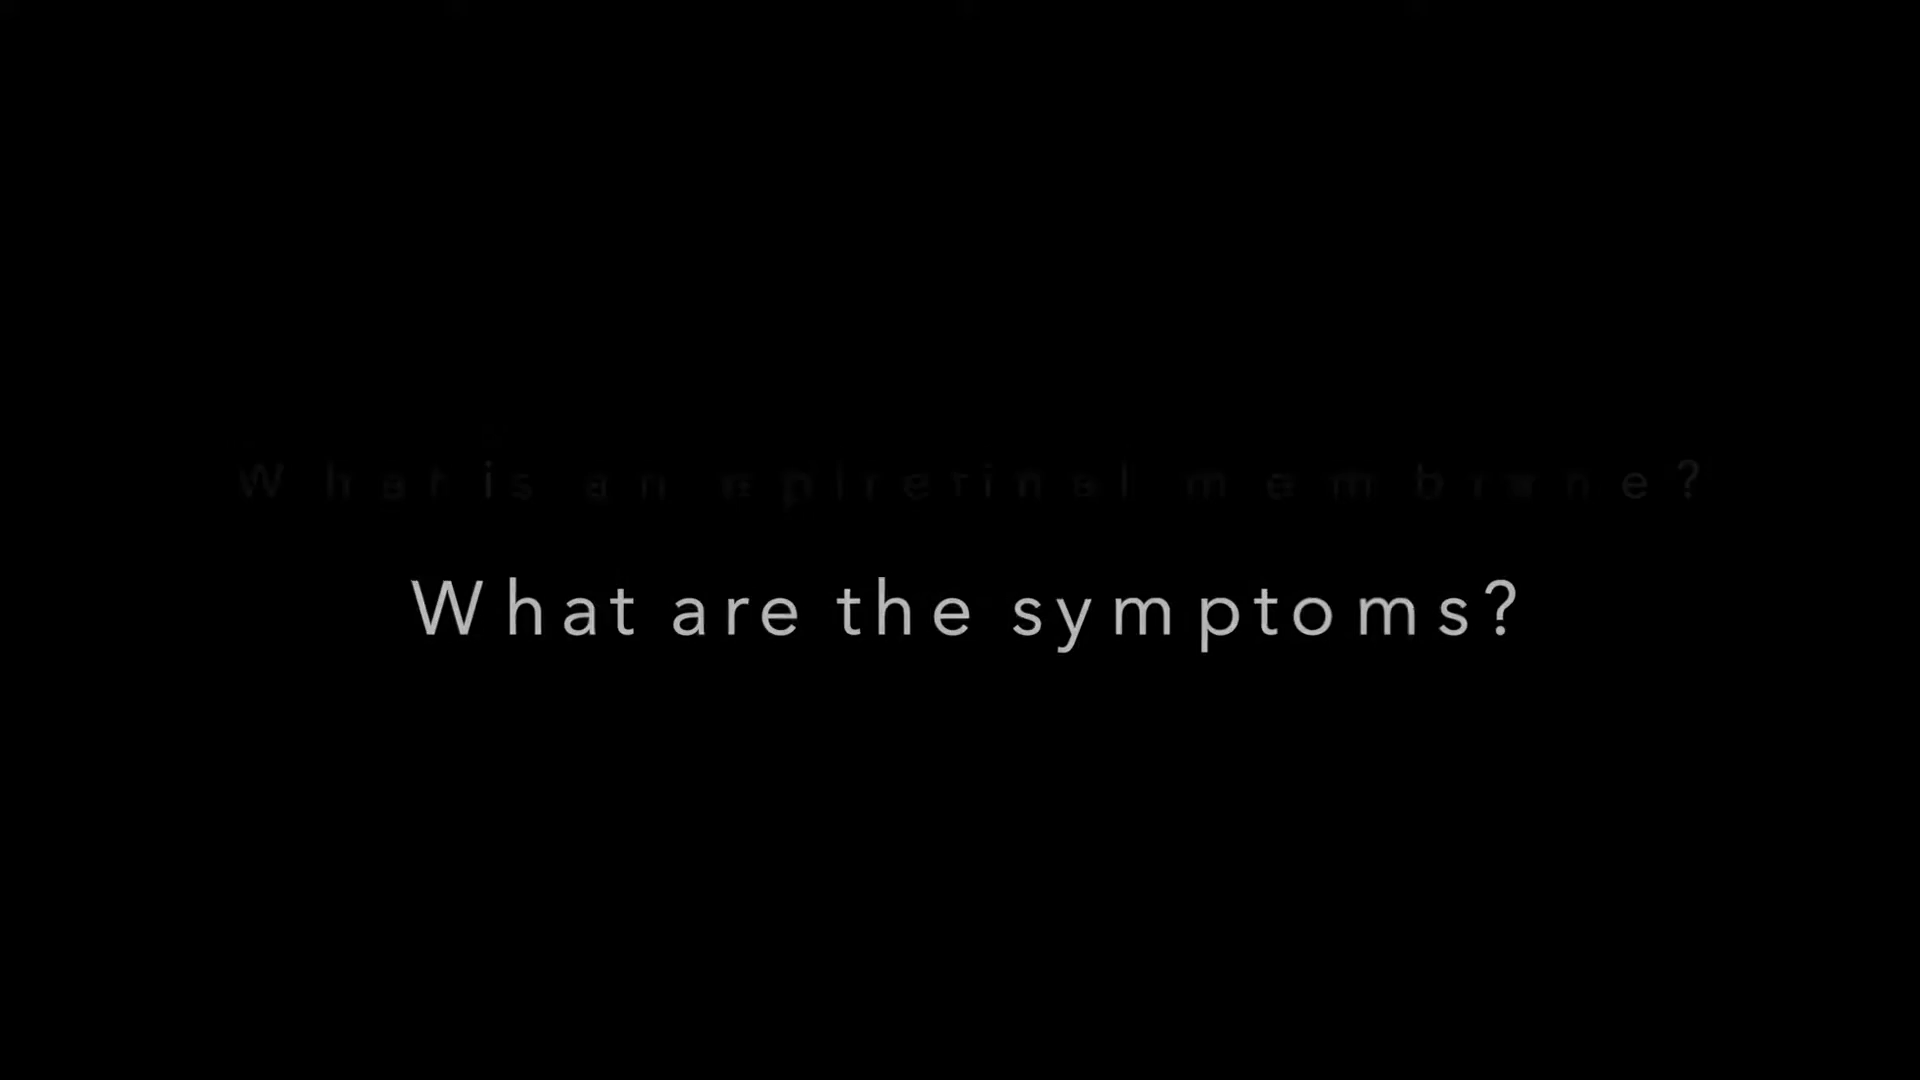 What is an epiretinal membrane?
What are the symptoms?